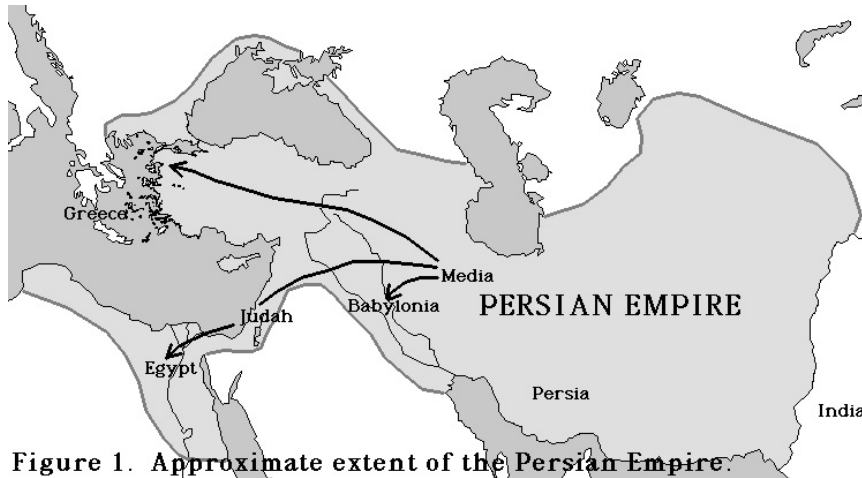 Greece
Media
Babylonia
PERSIAN EMPIRE
Judah
Egypt
Persia
India
Figure 1. Approximate extent of the Persian Empire.